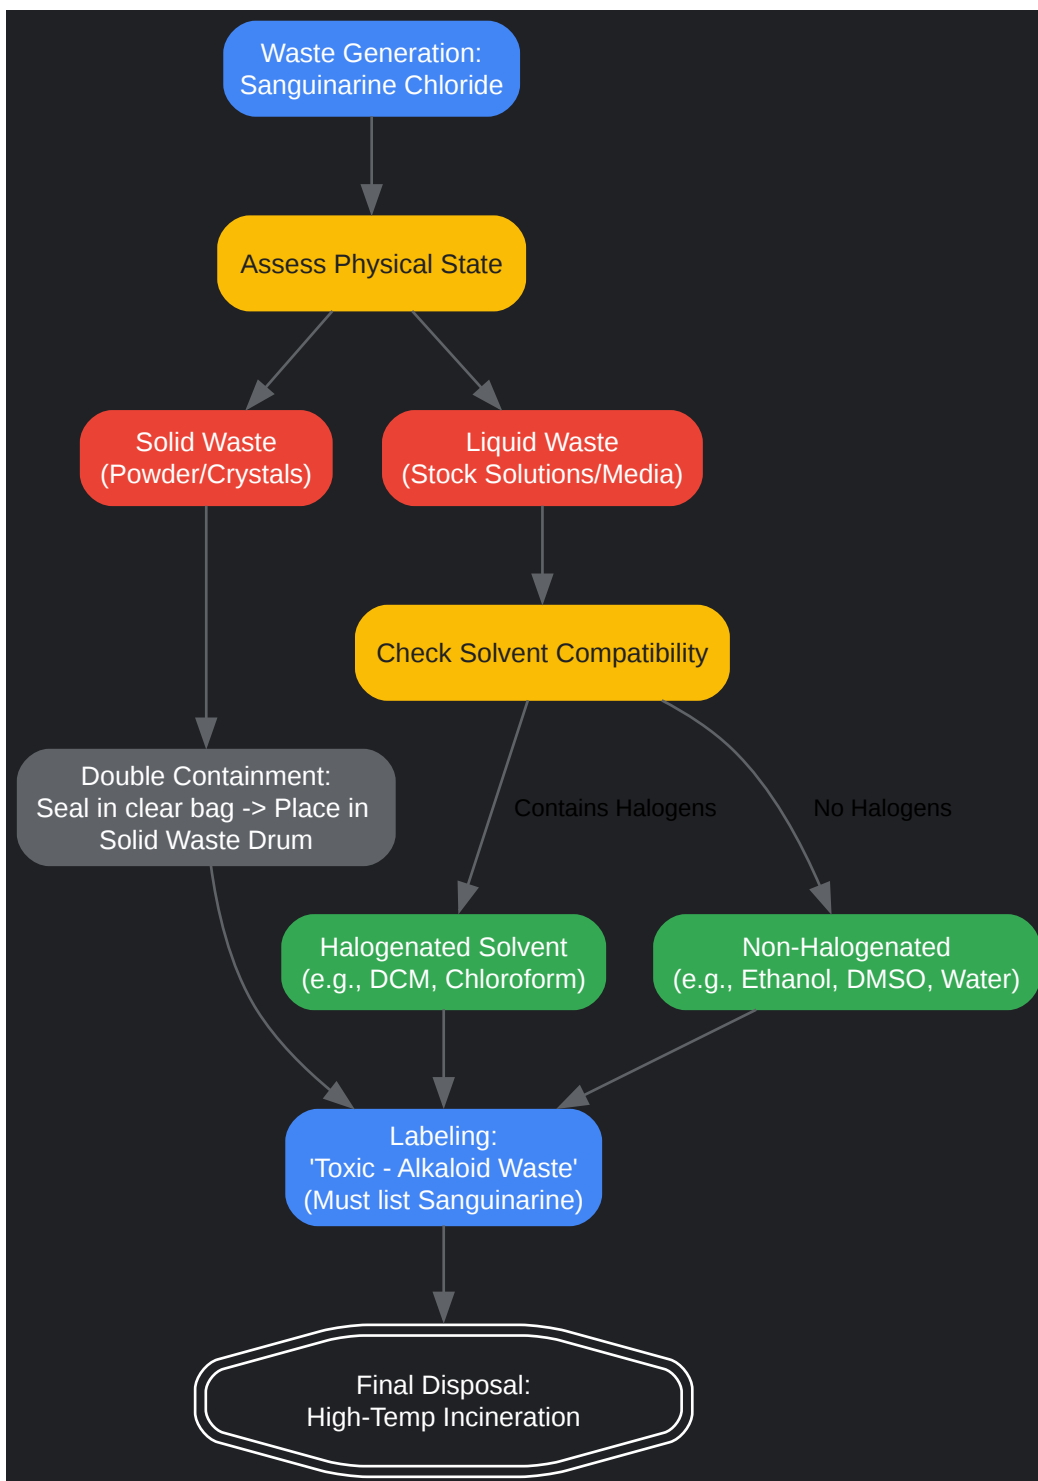 Waste Generation:
Sanguinarine Chloride
Assess Physical State
Solid Waste
(Powder/Crystals)
Liquid Waste
(Stock Solutions/Media)
Check Solvent Compatibility
Double Containment:
Seal in clear bag -> Place in
Solid Waste Drum
Contains Halogens
No Halogens
Halogenated Solvent
(e.g., DCM, Chloroform)
Non-Halogenated
(e.g., Ethanol, DMSO, Water)
Labeling:
'Toxic - Alkaloid Waste'
(Must list Sanguinarine)
Final Disposal:
High-Temp Incineration